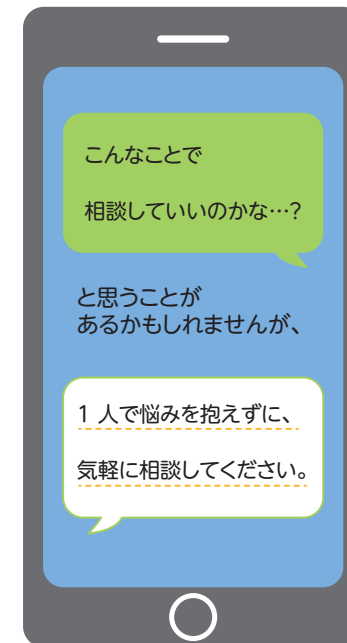 こんなことで
相談していいのかな…?
と思うことが
あるかもしれませんが、
1 人で悩みを抱えずに、
気軽に相談してください。